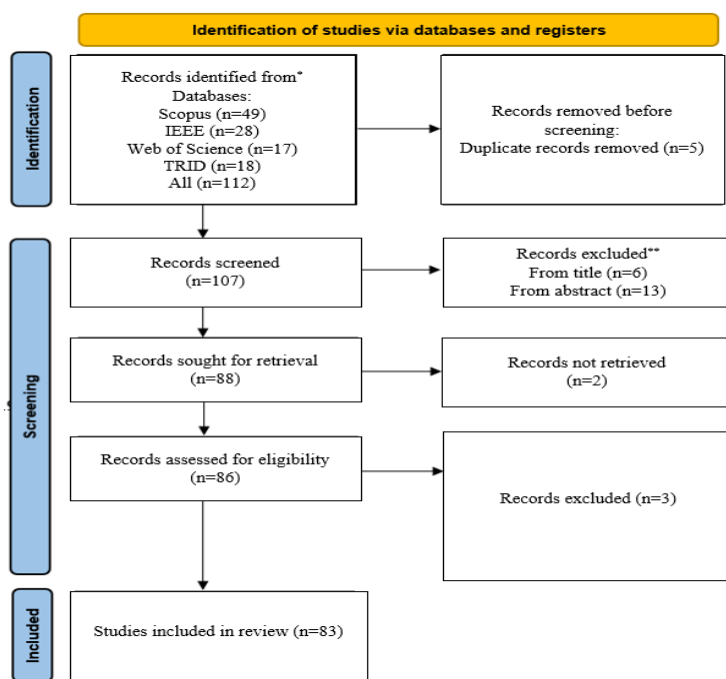 Identification of studies via databases and registers
Identification
Records identified from*
Databases:
Scopus (n=49)
IEEE (n=28)
Web of Science (n=17)
TRID (n=18)
All (n=112)
Records removed before
screening:
Duplicate records removed (n=5)
Screening
Records screened
(n=107)
Records excluded**
From title (n=6)
From abstract (n=13)
Records sought for retrieval
(n=88)
Records not retrieved
(n=2)
Records assessed for eligibility
(n=86)
Records excluded (n=3)
Included
Studies included in review (n=83)